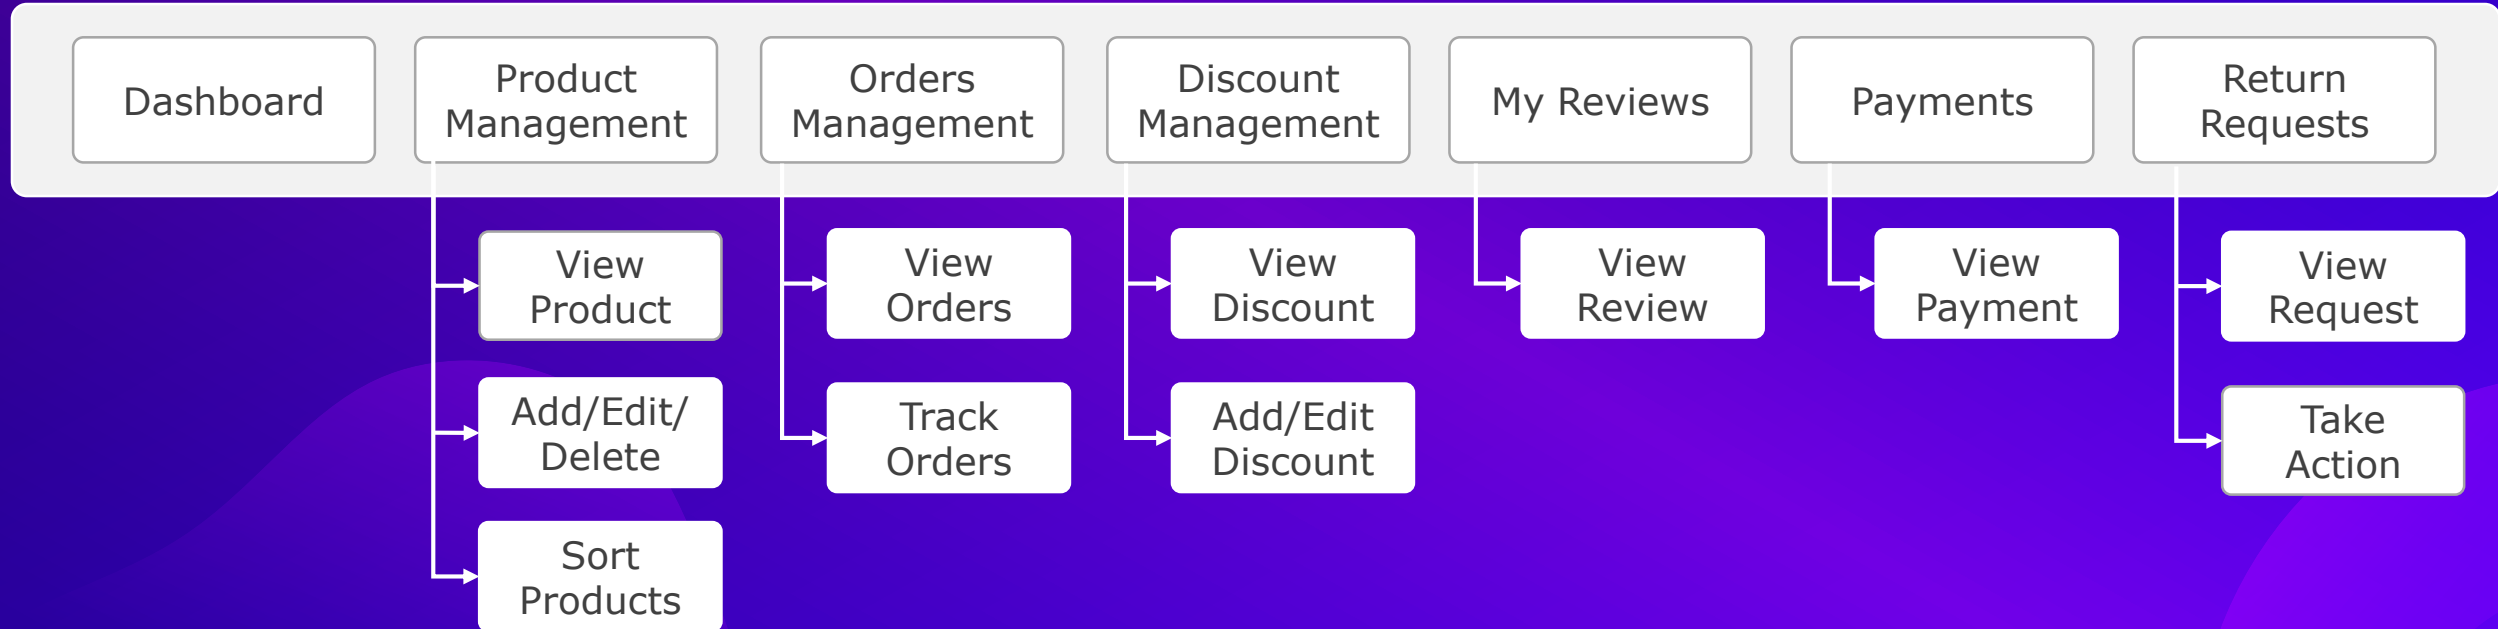 Dashboard
Product
Management
Orders
Management
Discount
Management
My Reviews
Payments
Return
Requests
View
Product
View
Orders
View
Discount
View
Review
View
Payment
View
Request
Add/Edit/
Delete
Track
Orders
Add/Edit
Discount
Take
Action
Sort
Products